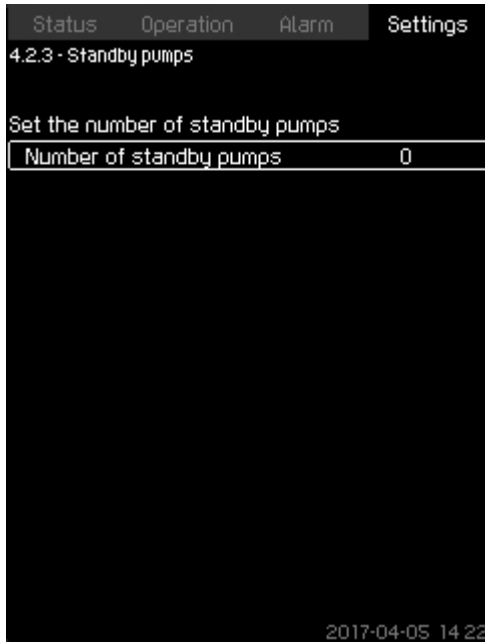 Status Operation Alarm Settings
4.2.3 - Standby pumps
Set the number of standby pumps
Number of standby pumps 0
2017-04-05 14:22